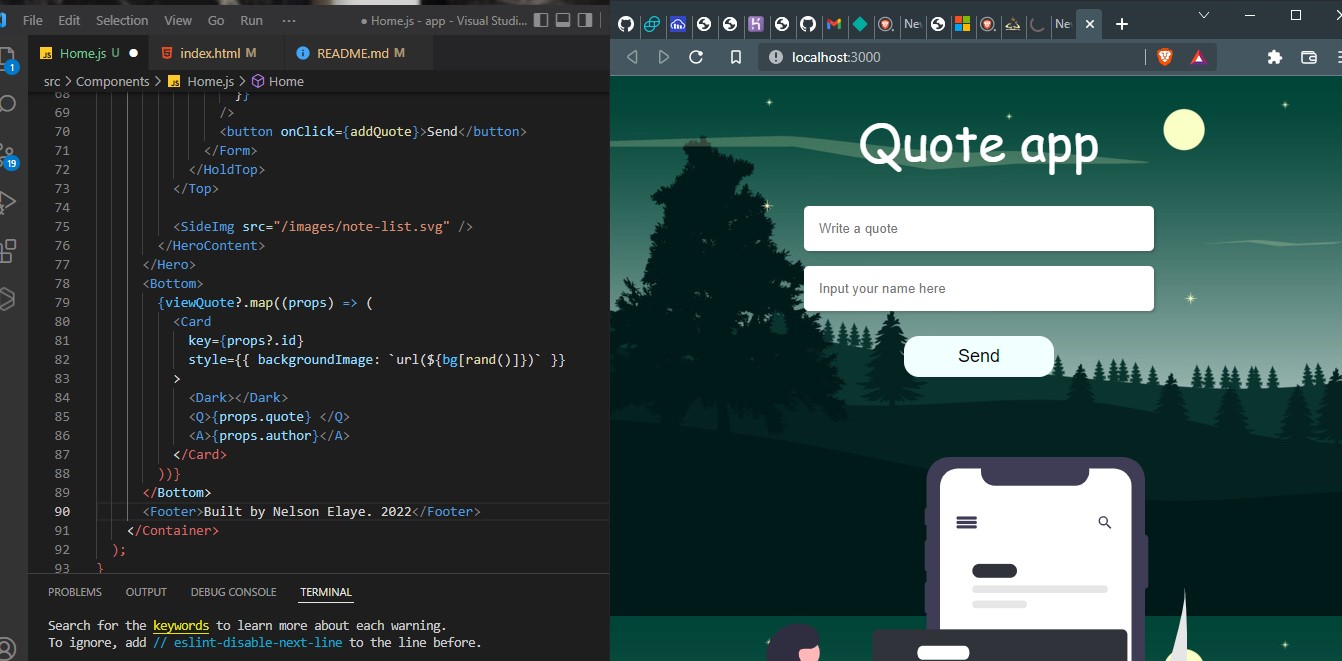 File Edit Selection View Go Run ··· ● Home.js - app - Visual Studi...
Home.js U ● index.html M README.md M
src > Components > Home.js > Home
68 }}
69 />
70 <button onClick={addQuote}>Send</button>
71 </Form>
72 </HoldTop>
73 </Top>
74
75 <SideImg src="/images/note-list.svg" />
76 </HeroContent>
77 </Hero>
78 <Bottom>
79 {viewQuote?.map((props) => (
80 <Card
81 key={props?.id}
82 style={{ backgroundImage: `url(${bg[rand()]})` }}
83 >
84 <Dark></Dark>
85 <Q>{props.quote} </Q>
86 <A>{props.author}</A>
87 </Card>
88 ))}
89 </Bottom>
90 <Footer>Built by Nelson Elaye. 2022</Footer>
91 </Container>
92 );
93 }
PROBLEMS OUTPUT DEBUG CONSOLE TERMINAL
Search for the keywords to learn more about each warning.
To ignore, add // eslint-disable-next-line to the line before.
1
19
Ne
Ne
localhost:3000
Quote app
Write a quote
Input your name here
Send